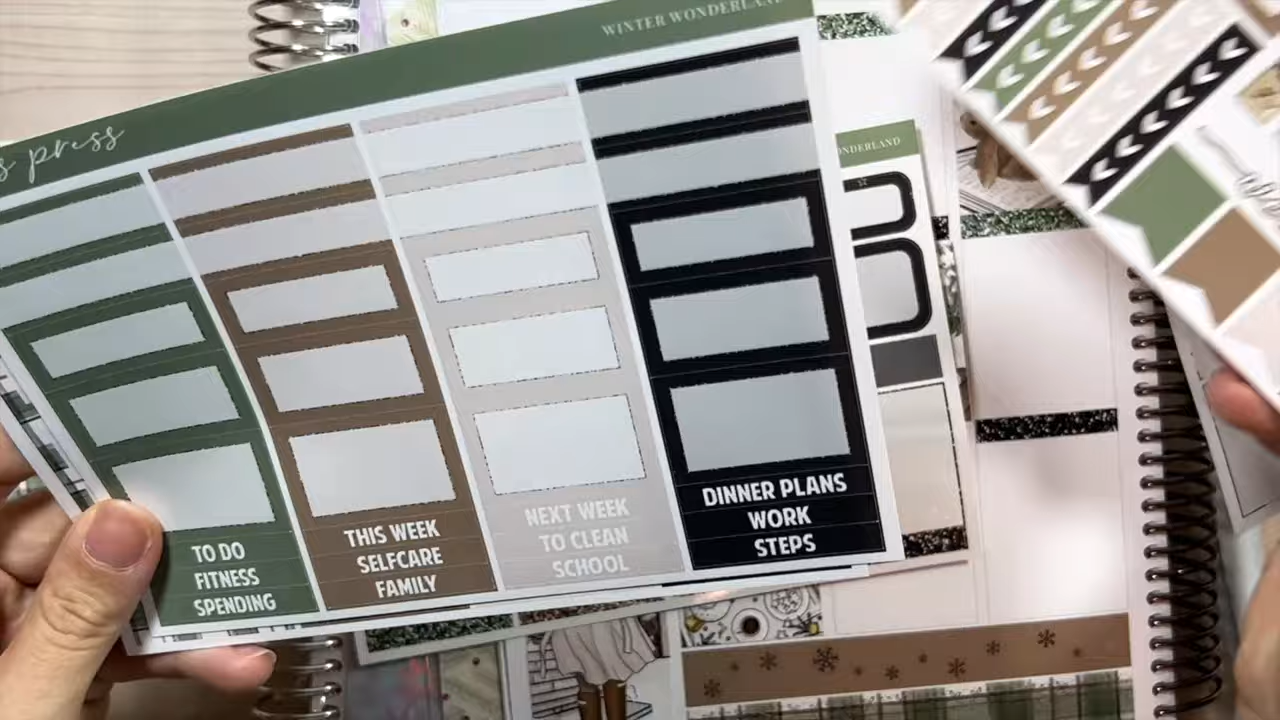 WINTER WONDERLAND
s press
ONDERLAND
TO DO
FITNESS
SPENDING
THIS WEEK
SELFCARE
FAMILY
NEXT WEEK
TO CLEAN
SCHOOL
DINNER PLANS
WORK
STEPS